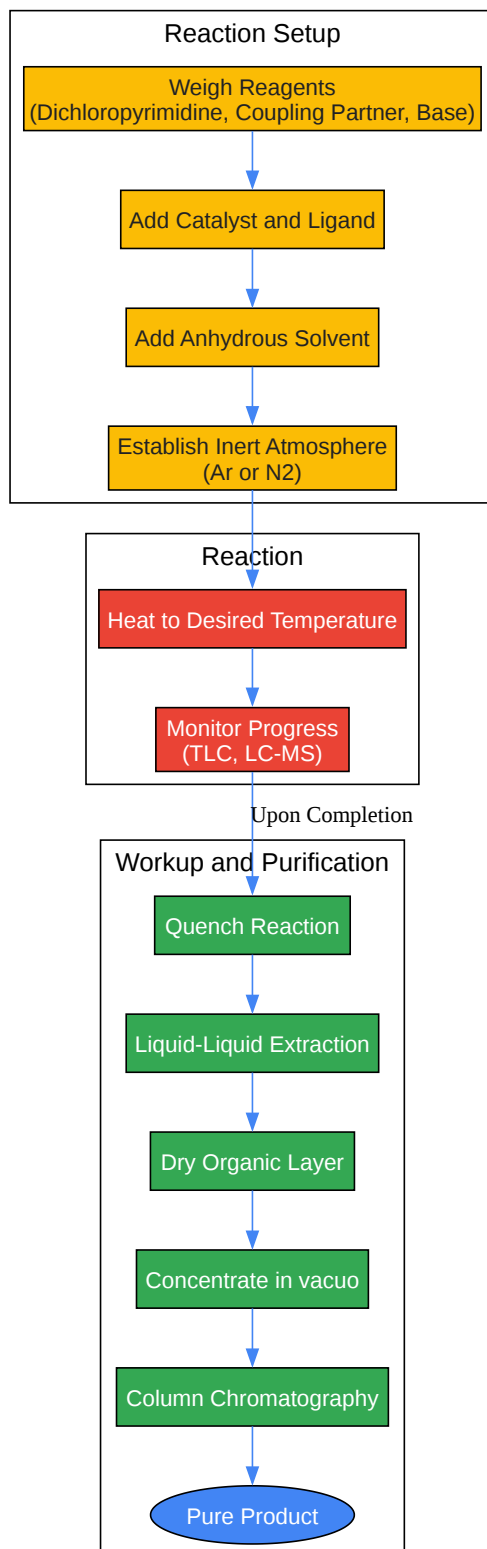 Reaction Setup
Weigh Reagents
(Dichloropyrimidine, Coupling Partner, Base)
Add Catalyst and Ligand
Add Anhydrous Solvent
Establish Inert Atmosphere
(Ar or N2)
Reaction
Heat to Desired Temperature
Monitor Progress
(TLC, LC-MS)
Upon Completion
Workup and Purification
Quench Reaction
Liquid-Liquid Extraction
Dry Organic Layer
Concentrate in vacuo
Column Chromatography
Pure Product